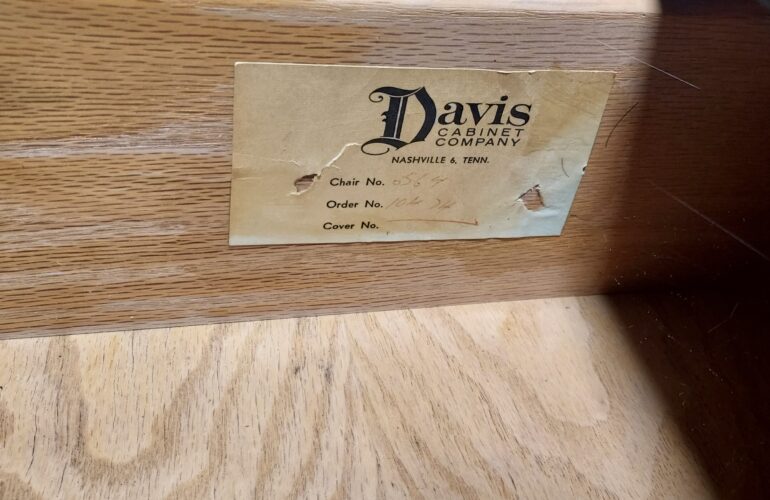 Davis
CABINET
COMPANY
NASHVILLE 6, TENN.
Chair No.
Order No.
Cover No.